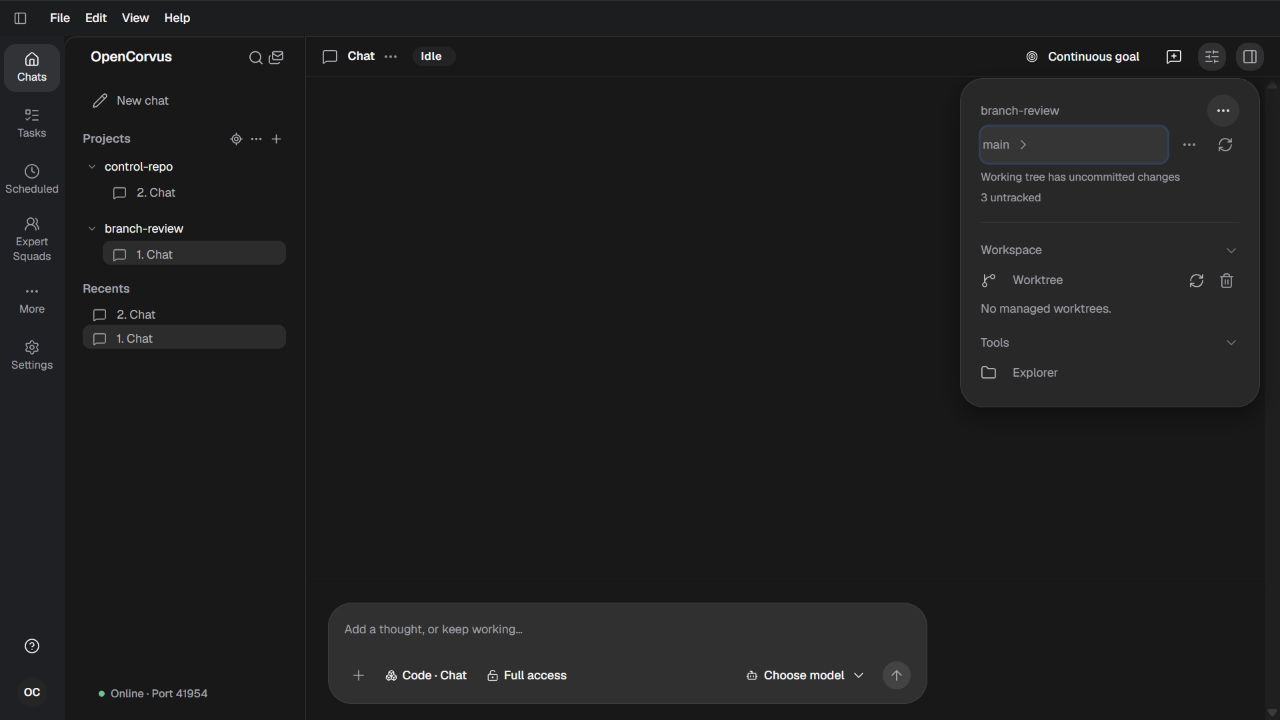 File Edit View Help
OpenCorvus
Chats
Tasks
Scheduled
Expert
Squads
More
Settings
OC
New chat
Projects
control-repo
2. Chat
branch-review
1. Chat
Recents
2. Chat
1. Chat
Online · Port 41954
Chat
Idle
Continuous goal
branch-review
main
Working tree has uncommitted changes
3 untracked
Workspace
Worktree
No managed worktrees.
Tools
Explorer
Add a thought, or keep working...
Code · Chat
Full access
Choose model